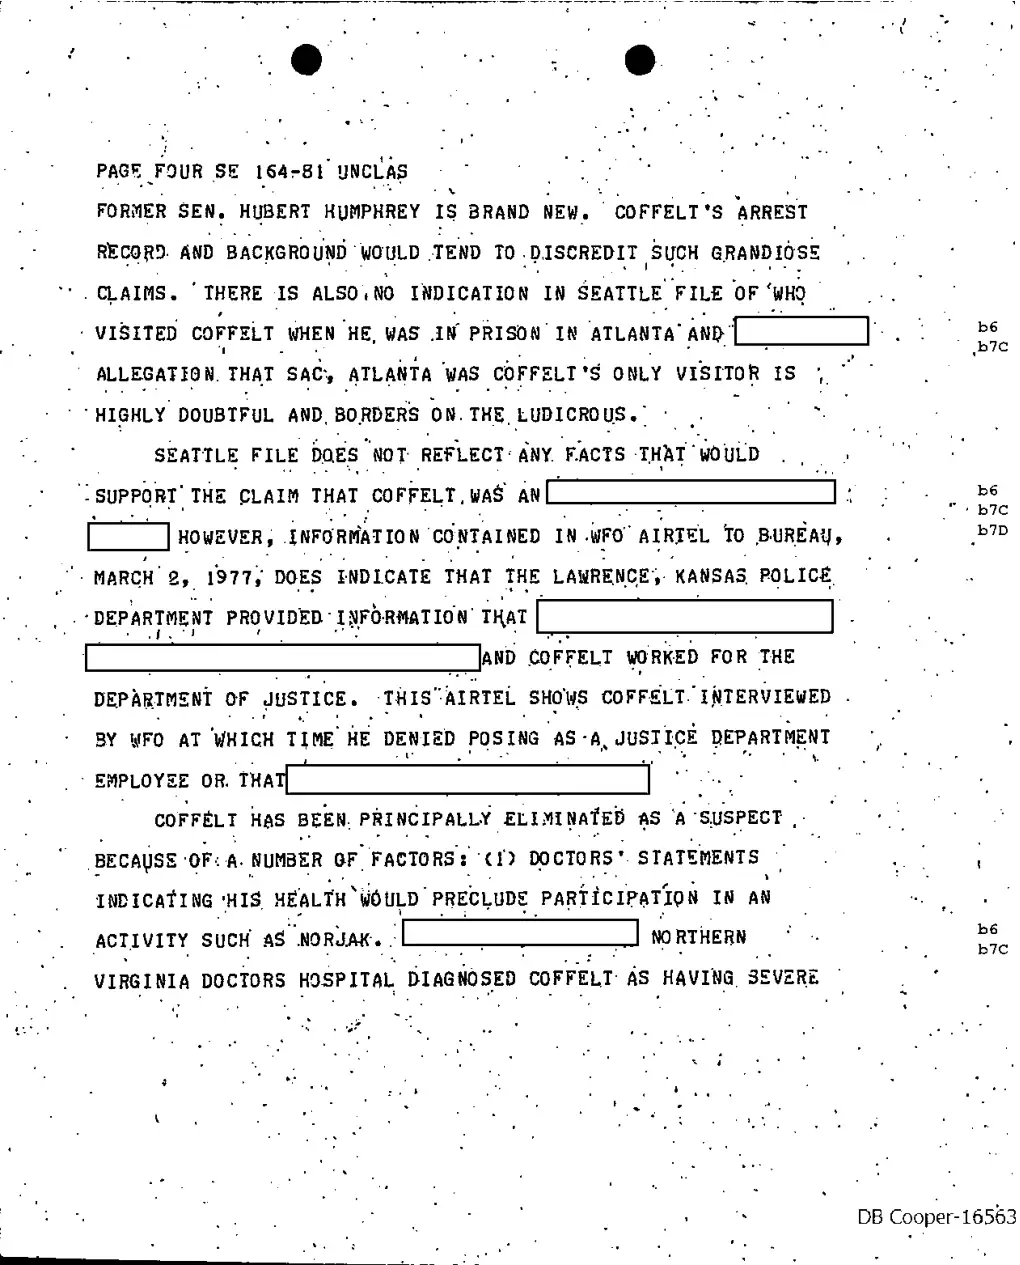 PAGE FOUR SE 164-81 UNCLAS
FORMER SEN. HUBERT HUMPHREY IS BRAND NEW. COFFELT'S ARREST
RECORD AND BACKGROUND WOULD TEND TO DISCREDIT SUCH GRANDIOSE
CLAIMS. THERE IS ALSO NO INDICATION IN SEATTLE FILE OF WHO
VISITED COFFELT WHEN HE WAS IN PRISON IN ATLANTA AND
b6
b7C
ALLEGATION THAT SAC, ATLANTA WAS COFFELT'S ONLY VISITOR IS
HIGHLY DOUBTFUL AND BORDERS ON THE LUDICROUS.
SEATTLE FILE DOES NOT REFLECT ANY FACTS THAT WOULD
SUPPORT THE CLAIM THAT COFFELT WAS AN
b6
b7C
b7D
HOWEVER, INFORMATION CONTAINED IN WFO AIRTEL TO BUREAU,
MARCH 2, 1977, DOES INDICATE THAT THE LAWRENCE, KANSAS POLICE
DEPARTMENT PROVIDED INFORMATION THAT
AND COFFELT WORKED FOR THE
DEPARTMENT OF JUSTICE. THIS AIRTEL SHOWS COFFELT INTERVIEWED
BY WFO AT WHICH TIME HE DENIED POSING AS A JUSTICE DEPARTMENT
EMPLOYEE OR THAT
COFFELT HAS BEEN PRINCIPALLY ELIMINATED AS A SUSPECT
BECAUSE OF A NUMBER OF FACTORS: (1) DOCTORS' STATEMENTS
INDICATING HIS HEALTH WOULD PRECLUDE PARTICIPATION IN AN
ACTIVITY SUCH AS NORJAK. NORTHERN
b6
b7C
VIRGINIA DOCTORS HOSPITAL DIAGNOSED COFFELT AS HAVING SEVERE
DB Cooper-16563